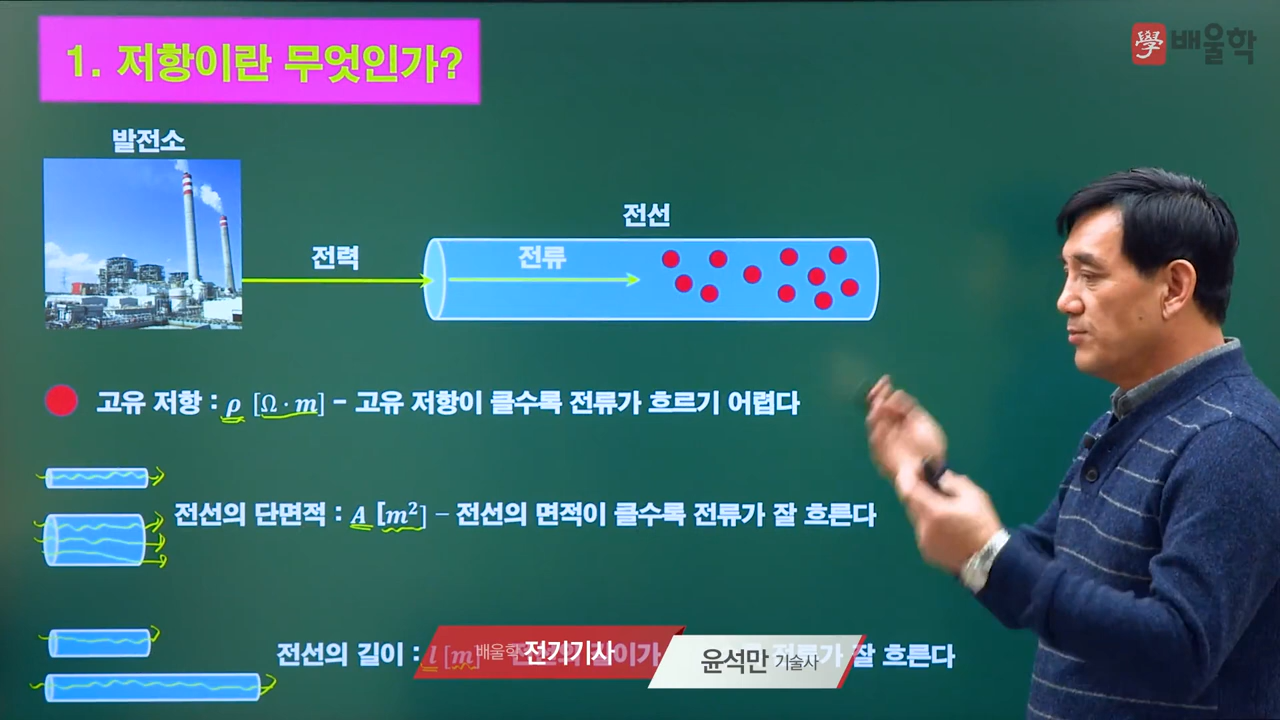 學 배울학
1. 저항이란 무엇인가?
발전소
전선
전력
전류
고유 저항 : ρ [Ω · m] – 고유 저항이 클수록 전류가 흐르기 어렵다
전선의 단면적 : A [m²] – 전선의 면적이 클수록 전류가 잘 흐른다
전선의 길이 : l [m] 전류가 잘 흐른다
배울학 전기기사
윤석만 기술사